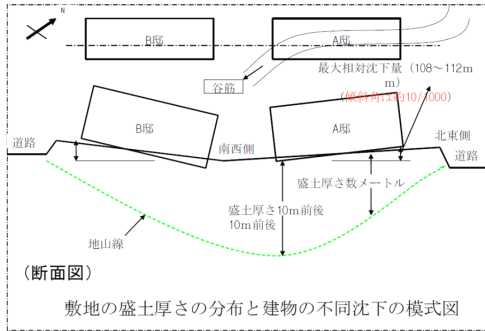 N
B邸
A邸
谷筋
最大相対沈下量（108～112m
m）
（傾斜角は約10/1000）
B邸
A邸
道路
南西側
北東側
道路
盛土厚さ数メートル
盛土厚さ10m前後
10m前後
地山線
（断面図）
敷地の盛土厚さの分布と建物の不同沈下の模式図